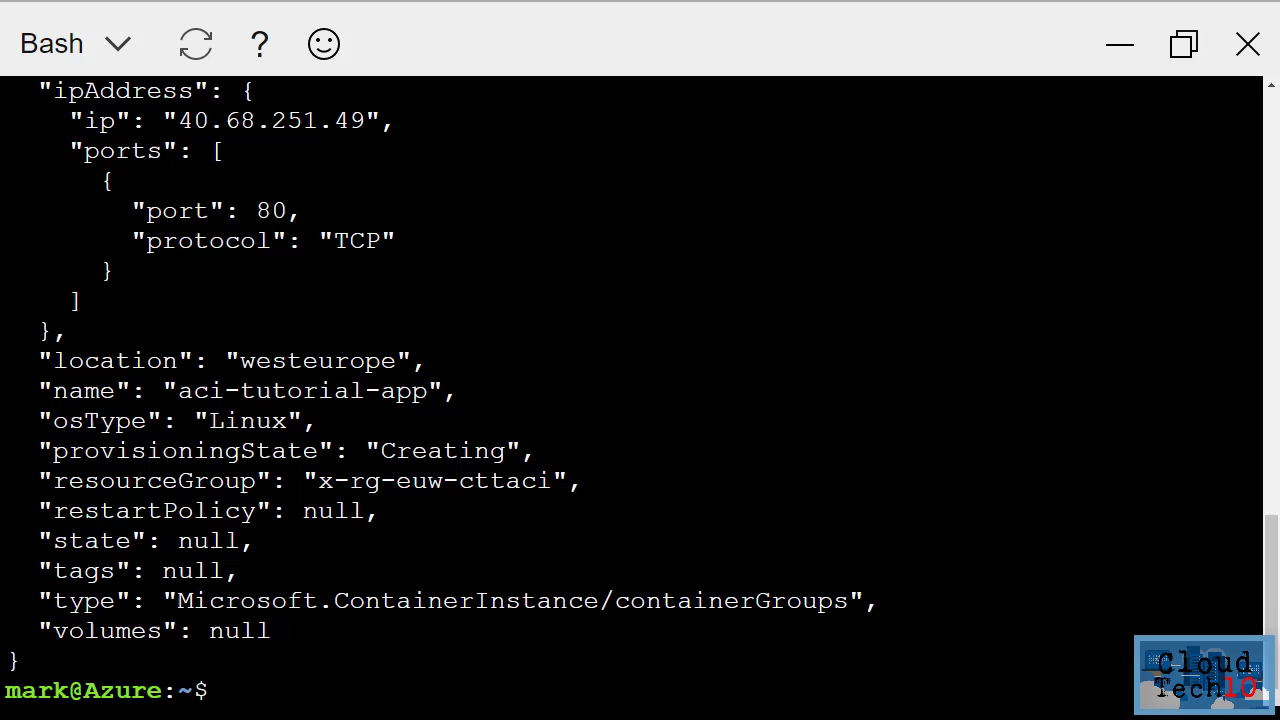 Bash
?
"ipAddress": {
"ip": "40.68.251.49",
"ports": [
{
"port": 80,
"protocol": "TCP"
}
]
},
"location": "westeurope",
"name": "aci-tutorial-app",
"osType": "Linux",
"provisioningState": "Creating",
"resourceGroup": "x-rg-euw-cttaci",
"restartPolicy": null,
"state": null,
"tags": null,
"type": "Microsoft.ContainerInstance/containerGroups",
"volumes": null
}
mark@Azure:~$
Cloud
Tech10